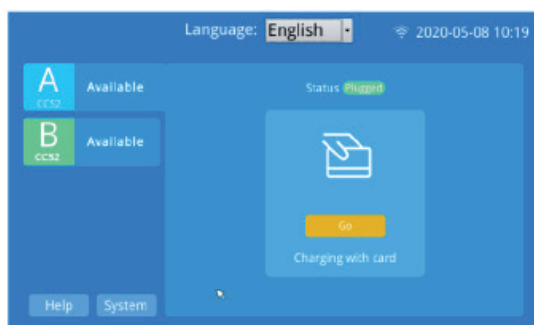 Language: English 2020-05-08 10:19
A Available
CCS2
B Available
CCS2
Status Plugged
Go
Charging with card
Help System